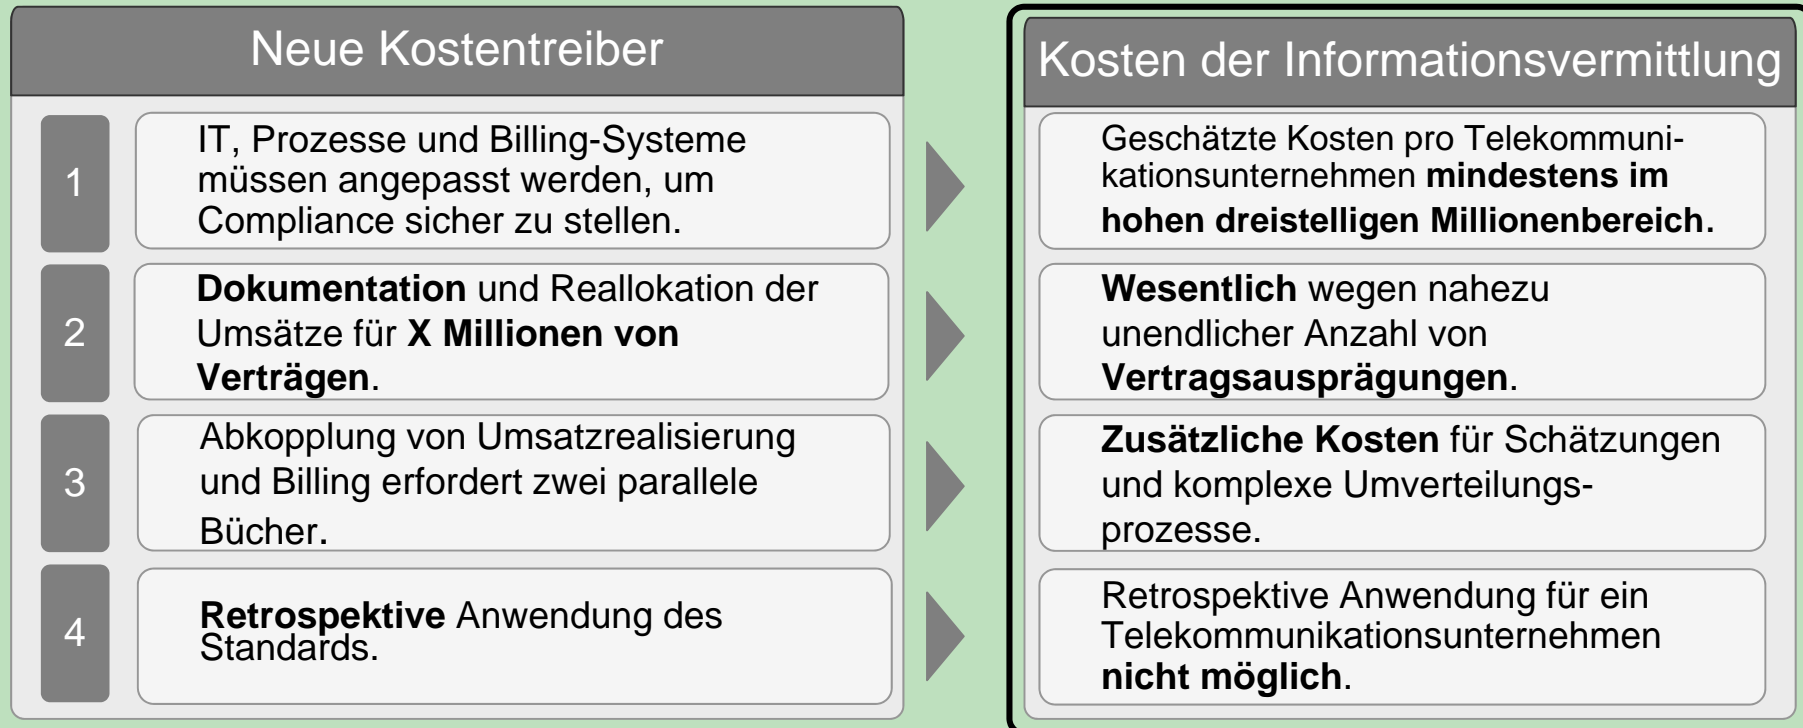 Neue Kostentreiber
1
IT, Prozesse und Billing-Systeme
müssen angepasst werden, um
Compliance sicher zu stellen.
2
Dokumentation und Reallokation der
Umsätze für X Millionen von
Verträgen.
3
Abkopplung von Umsatzrealisierung
und Billing erfordert zwei parallele
Bücher.
4
Retrospektive Anwendung des
Standards.
Kosten der Informationsvermittlung
Geschätzte Kosten pro Telekommuni-
kationsunternehmen mindestens im
hohen dreistelligen Millionenbereich.
Wesentlich wegen nahezu
unendlicher Anzahl von
Vertragsausprägungen.
Zusätzliche Kosten für Schätzungen
und komplexe Umverteilungs-
prozesse.
Retrospektive Anwendung für ein
Telekommunikationsunternehmen
nicht möglich.